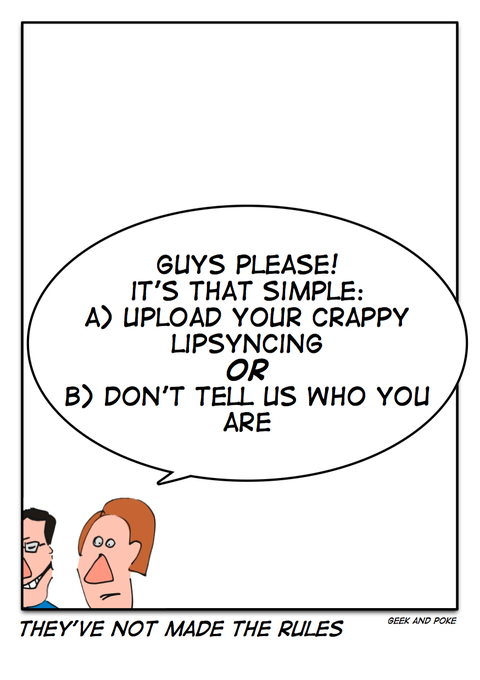 GUYS PLEASE!
IT'S THAT SIMPLE:
A) UPLOAD YOUR CRAPPY
LIPSYNCING
OR
B) DON'T TELL US WHO YOU
ARE
THEY'VE NOT MADE THE RULES
GEEK AND POKE